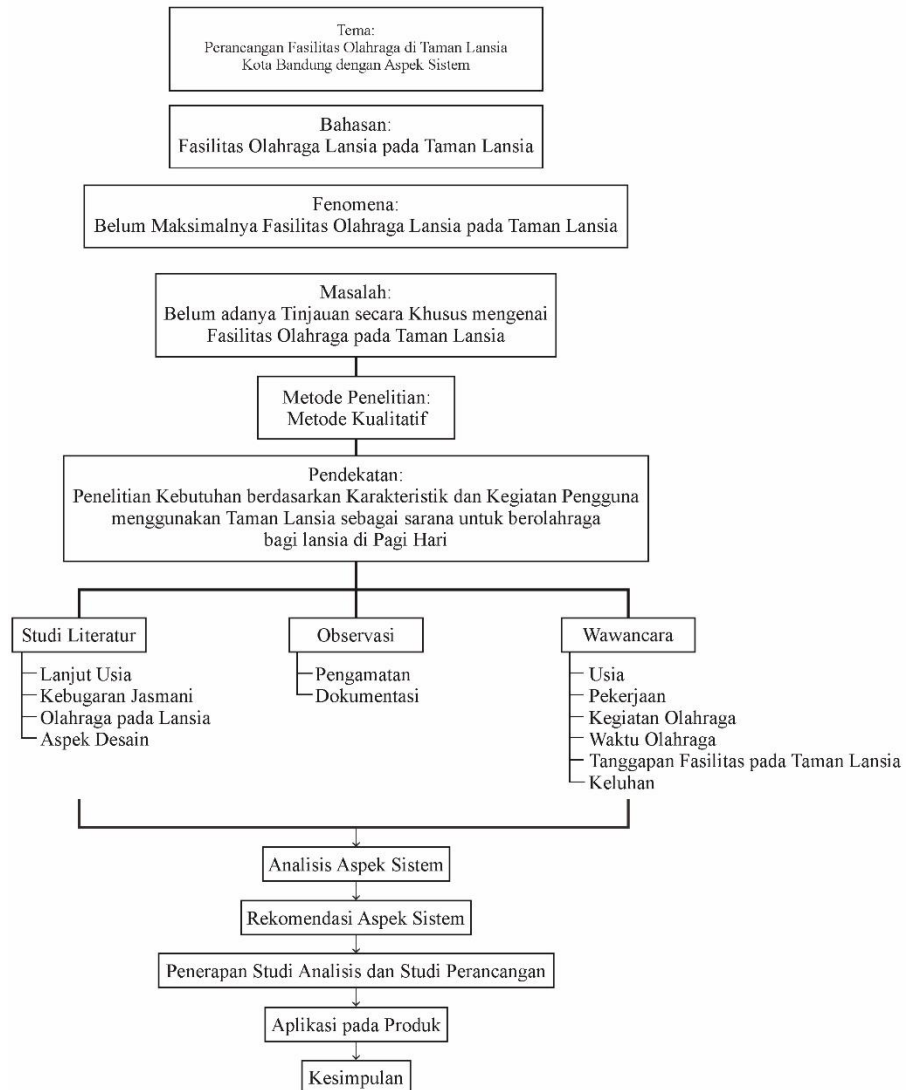 Tema:
Perancangan Fasilitas Olahraga di Taman Lansia
Kota Bandung dengan Aspek Sistem
Bahasan:
Fasilitas Olahraga Lansia pada Taman Lansia
Fenomena:
Belum Maksimalnya Fasilitas Olahraga Lansia pada Taman Lansia
Masalah:
Belum adanya Tinjauan secara Khusus mengenai
Fasilitas Olahraga pada Taman Lansia
Metode Penelitian:
Metode Kualitatif
Pendekatan:
Penelitian Kebutuhan berdasarkan Karakteristik dan Kegiatan Pengguna
menggunakan Taman Lansia sebagai sarana untuk berolahraga
bagi lansia di Pagi Hari
Studi Literatur
Lanjut Usia
Kebugaran Jasmani
Olahraga pada Lansia
Aspek Desain
Observasi
Pengamatan
Dokumentasi
Wawancara
Usia
Pekerjaan
Kegiatan Olahraga
Waktu Olahraga
Tanggapan Fasilitas pada Taman Lansia
Keluhan
Analisis Aspek Sistem
Rekomendasi Aspek Sistem
Penerapan Studi Analisis dan Studi Perancangan
Aplikasi pada Produk
Kesimpulan